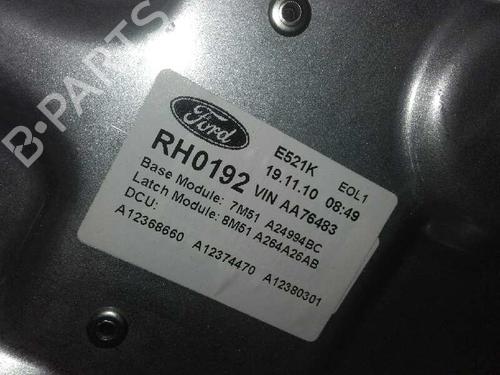 B-PARTS
Ford
E521K EOL1
19.11.10 08:49
RH0192 VIN AA76483
Base Module: 7M51 A24994BC
Latch Module: 8M51 A264A26AB
DCU:
A12368660 A12374470 A12380301